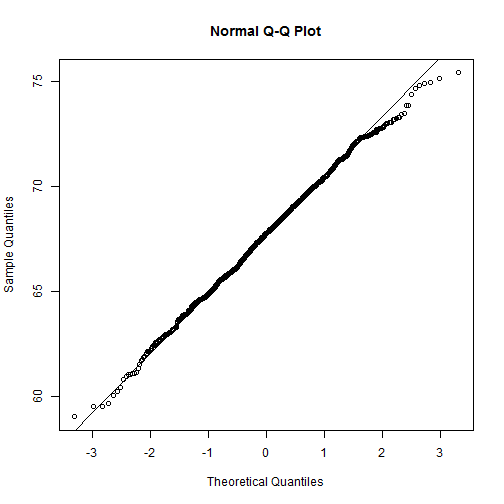 Normal Q-Q Plot
Sample Quantiles
75
70
65
60
-3 -2 -1 0 1 2 3
Theoretical Quantiles